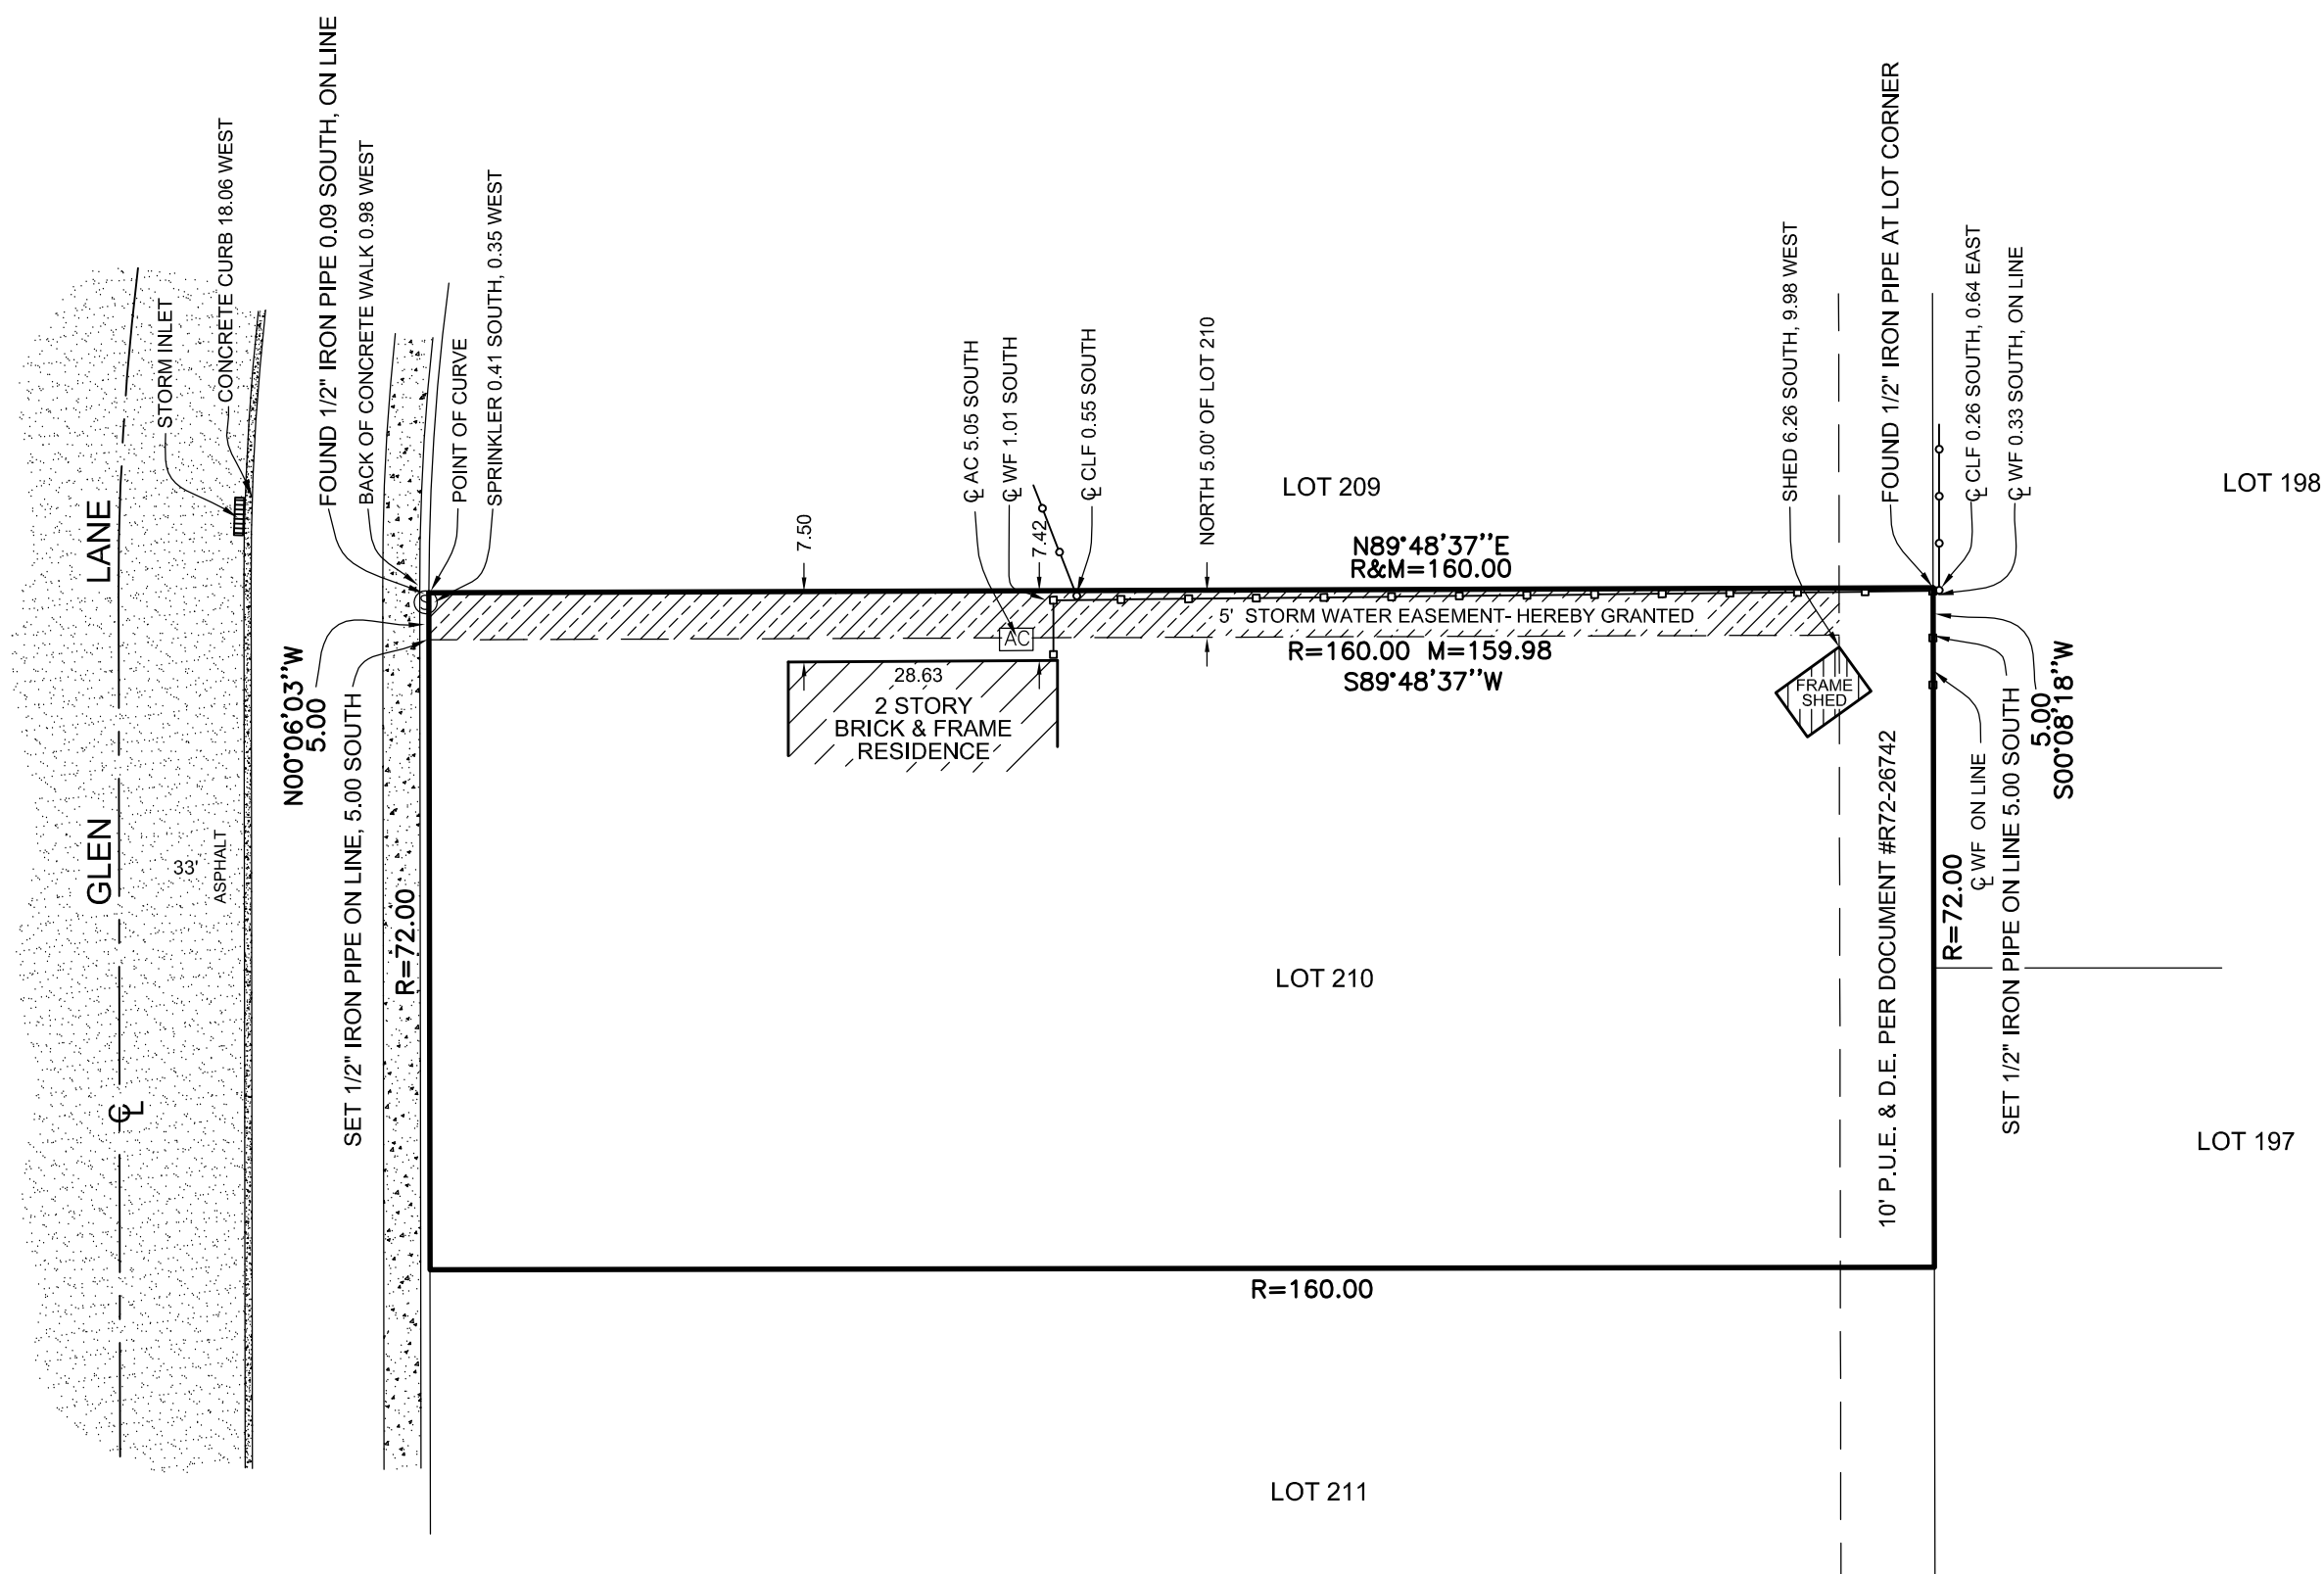 FOUND 1/2" IRON PIPE 0.09 SOUTH, ON LINE
CONCRETE CURB 18.06 WEST
BACK OF CONCRETE WALK 0.98 WEST
STORM INLET
POINT OF CURVE
SPRINKLER 0.41 SOUTH, 0.35 WEST
℄ AC 5.05 SOUTH
℄ WF 1.01 SOUTH
℄ CLF 0.55 SOUTH
NORTH 5.00' OF LOT 210
SHED 6.26 SOUTH, 9.98 WEST
FOUND 1/2" IRON PIPE AT LOT CORNER
℄ CLF 0.26 SOUTH, 0.64 EAST
℄ WF 0.33 SOUTH, ON LINE
LOT 209
LOT 198
7.50
7.42
N89°48'37''E
R&M=160.00
S
5' STORM WATER EASEMENT- HEREBY GRANTED
AC
R=160.00 M=159.98
S89°48'37''W
28.63
2 STORY
BRICK & FRAME
RESIDENCE
FRAME
SHED
GLEN LANE
℄
33'
ASPHALT
N00°06'03''W
5.00
SET 1/2" IRON PIPE ON LINE, 5.00 SOUTH
R=72.00
LOT 210
10' P.U.E. & D.E. PER DOCUMENT #R72-26742
R=72.00
℄ WF ON LINE
SET 1/2" IRON PIPE ON LINE 5.00 SOUTH
5.00
S00°08'18''W
LOT 197
R=160.00
LOT 211